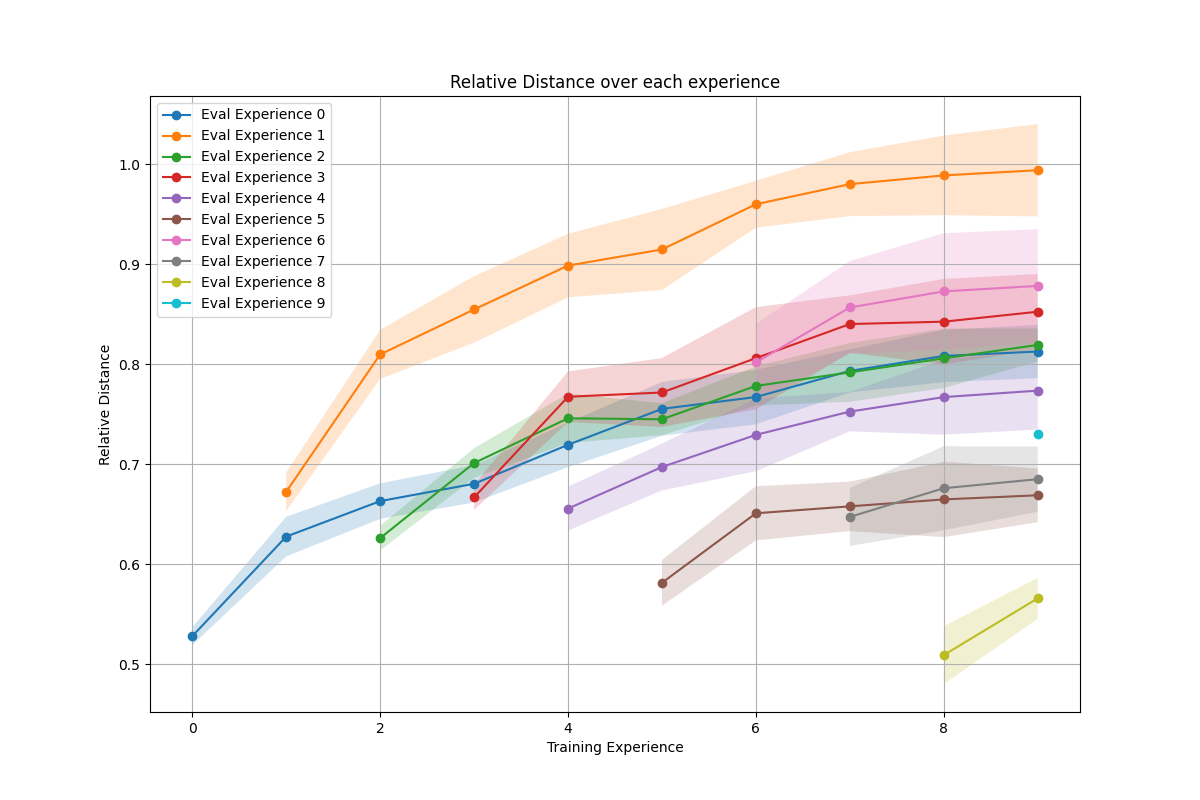 Relative Distance over each experience
Eval Experience 0
Eval Experience 1
Eval Experience 2
Eval Experience 3
Eval Experience 4
Eval Experience 5
Eval Experience 6
Eval Experience 7
Eval Experience 8
Eval Experience 9
Relative Distance
1.0
0.9
0.8
0.7
0.6
0.5
0 2 4 6 8
Training Experience